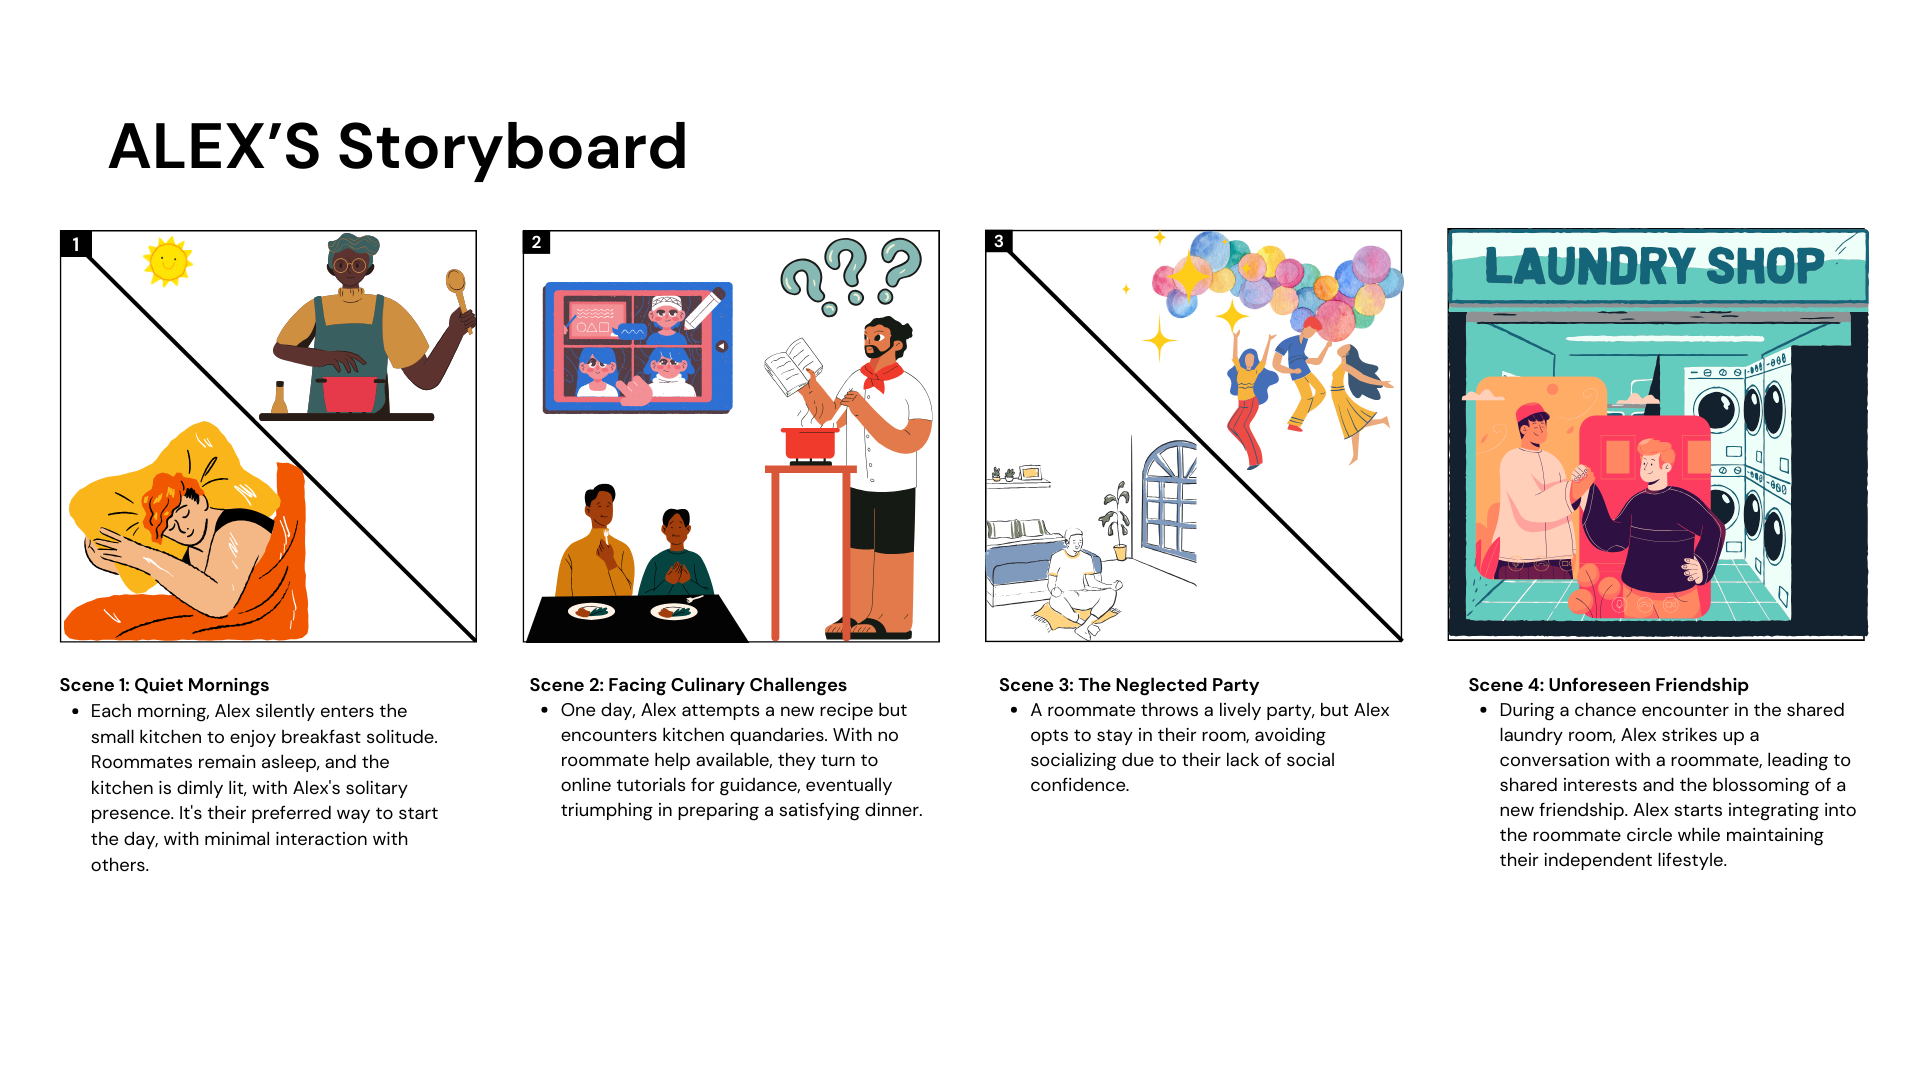 ALEX’S Storyboard
1
2
3
LAUNDRY SHOP
Scene 1: Quiet Mornings
• Each morning, Alex silently enters the
small kitchen to enjoy breakfast solitude.
Roommates remain asleep, and the
kitchen is dimly lit, with Alex's solitary
presence. It's their preferred way to start
the day, with minimal interaction with
others.
Scene 2: Facing Culinary Challenges
• One day, Alex attempts a new recipe but
encounters kitchen quandaries. With no
roommate help available, they turn to
online tutorials for guidance, eventually
triumphing in preparing a satisfying dinner.
Scene 3: The Neglected Party
• A roommate throws a lively party, but Alex
opts to stay in their room, avoiding
socializing due to their lack of social
confidence.
Scene 4: Unforeseen Friendship
• During a chance encounter in the shared
laundry room, Alex strikes up a
conversation with a roommate, leading to
shared interests and the blossoming of a
new friendship. Alex starts integrating into
the roommate circle while maintaining
their independent lifestyle.